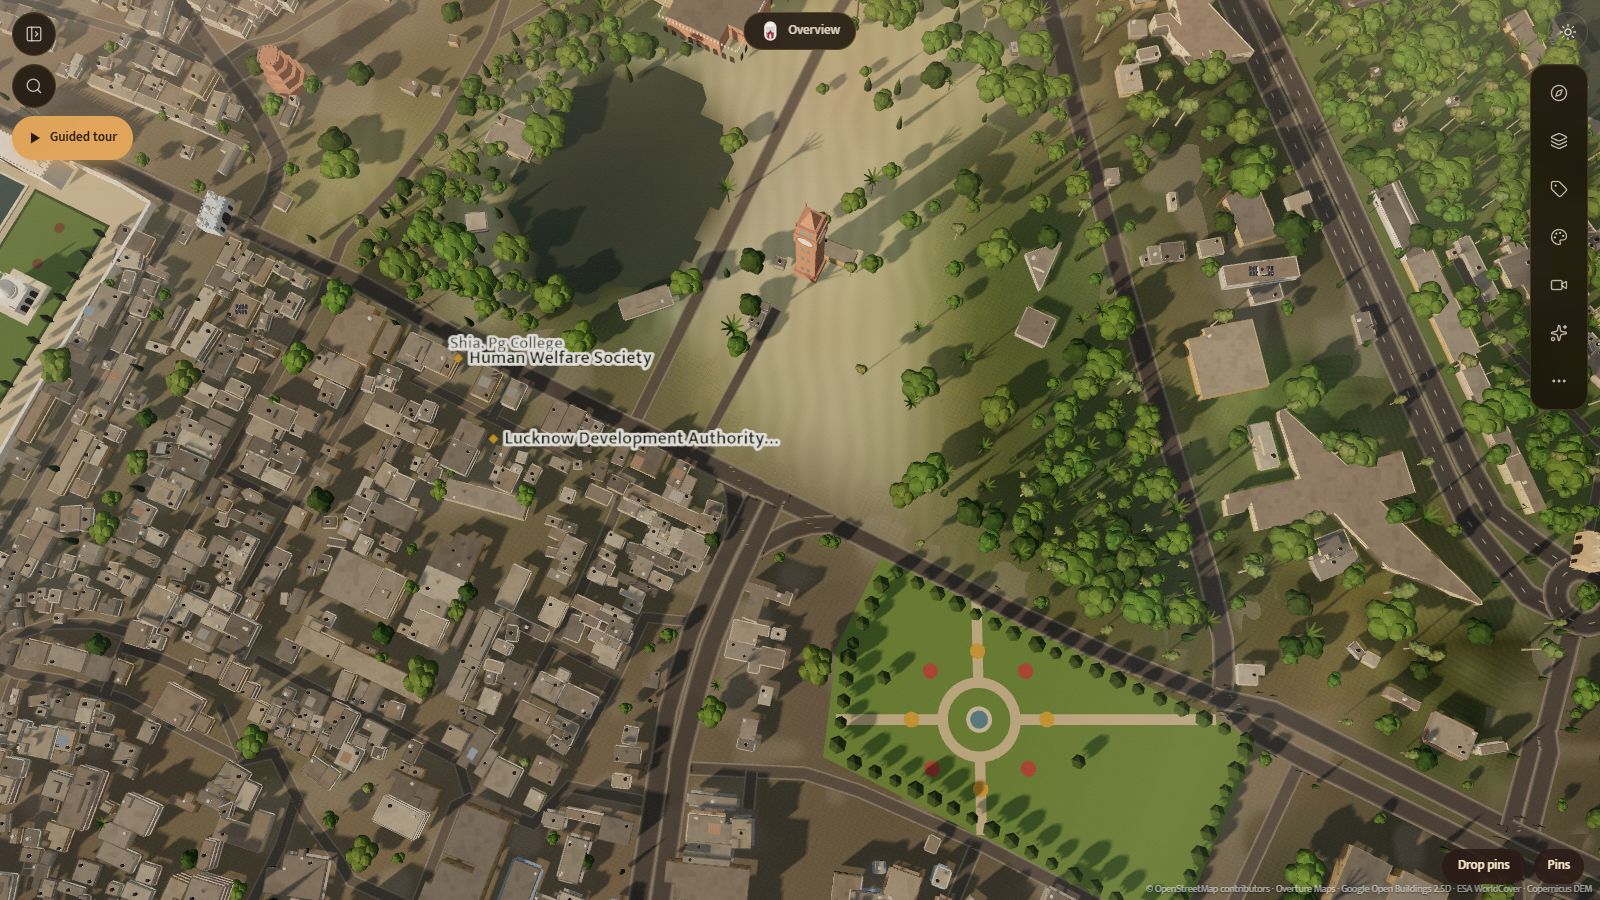 Overview
Guided tour
Shia. Pg College
Human Welfare Society
Lucknow Development Authority...
Drop pins
Pins
© OpenStreetMap contributors · Overture Maps · Google Open Buildings 2.5D · ESA WorldCover · Copernicus DEM